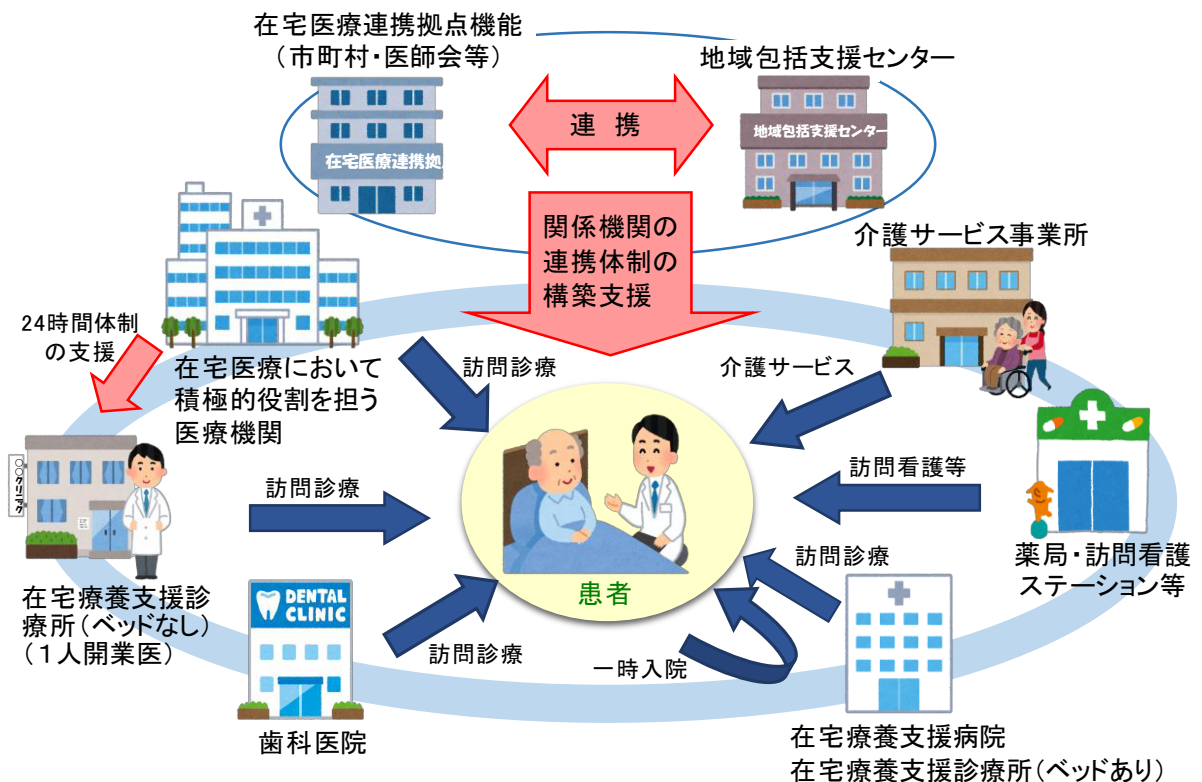 在宅医療連携拠点機能
（市町村・医師会等）
地域包括支援センター
連 携
在宅医療連携拠
地域包括支援センター
関係機関の
連携体制の
構築支援
介護サービス事業所
24時間体制
の支援
在宅医療において
積極的役割を担う
医療機関
訪問診療
介護サービス
○○クリニック
訪問診療
訪問看護等
患者
薬局・訪問看護
ステーション等
在宅療養支援診
療所（ベッドなし）
（１人開業医）
DENTAL
CLINIC
訪問診療
訪問診療
一時入院
歯科医院
在宅療養支援病院
在宅療養支援診療所（ベッドあり）